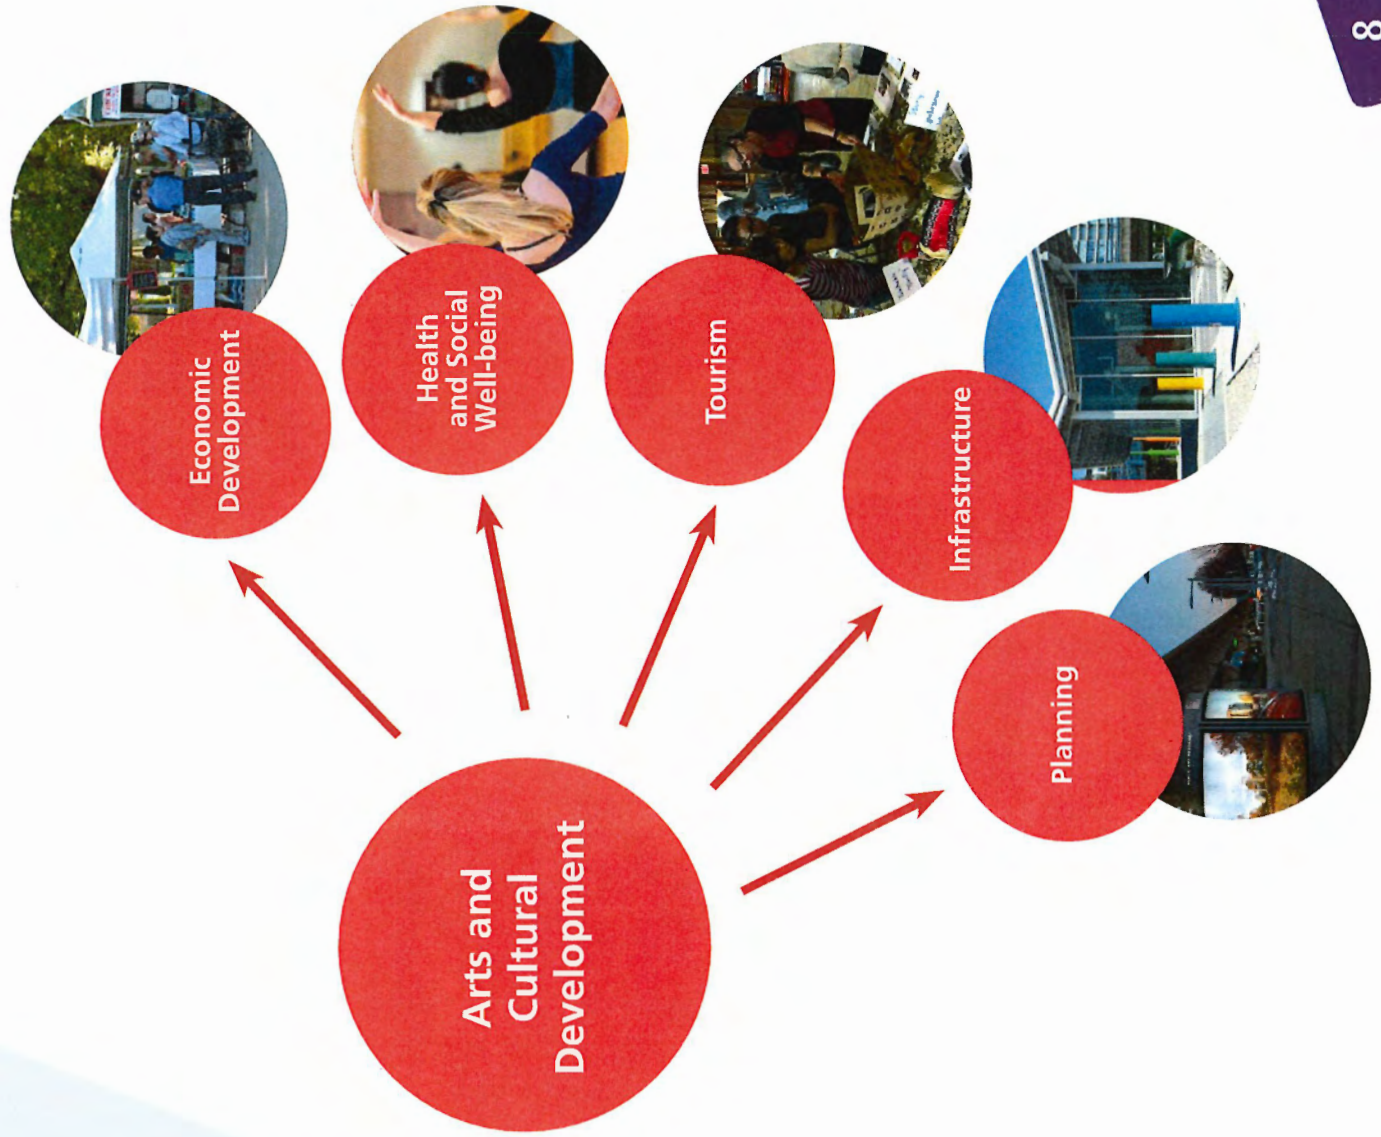 Arts and
Cultural
Development
Planning
Infrastructure
Tourism
Health
and Social
Well-being
Economic
Development
8